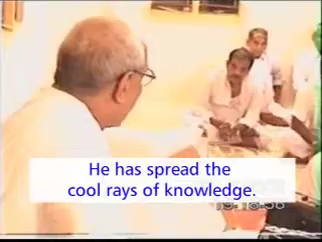 He has spread the
cool rays of knowledge.